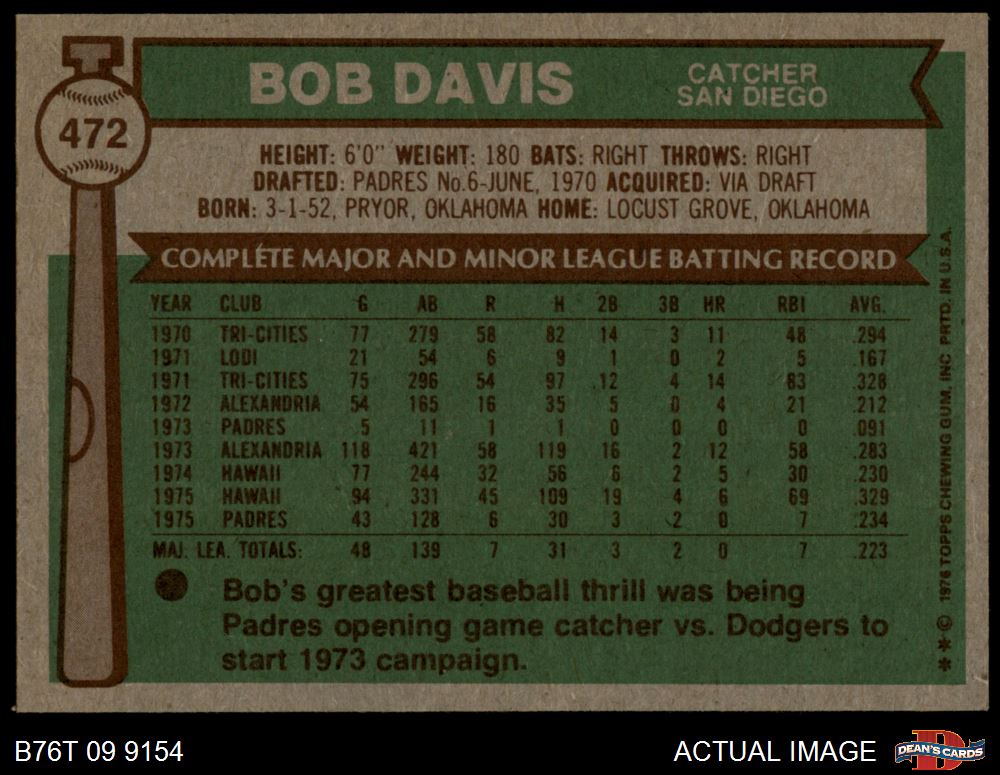 BOB DAVIS
CATCHER
SAN DIEGO
472
HEIGHT: 6'0" WEIGHT: 180 BATS: RIGHT THROWS: RIGHT
DRAFTED: PADRES No.6-JUNE, 1970 ACQUIRED: VIA DRAFT
BORN: 3-1-52, PRYOR, OKLAHOMA HOME: LOCUST GROVE, OKLAHOMA
COMPLETE MAJOR AND MINOR LEAGUE BATTING RECORD
YEAR CLUB G AB R H 2B 3B HR RBI AVG.
1970 TRI-CITIES 77 279 58 82 14 3 11 48 .294
1971 LODI 21 54 6 9 1 0 2 5 .167
1971 TRI-CITIES 75 296 54 97 12 4 14 83 .328
1972 ALEXANDRIA 54 165 16 35 5 0 4 21 .212
1973 PADRES 5 11 1 1 0 0 0 0 .091
1973 ALEXANDRIA 118 421 58 119 16 2 12 58 .283
1974 HAWAII 77 244 32 56 6 2 5 30 .230
1975 HAWAII 94 331 45 109 19 4 6 69 .329
1975 PADRES 43 128 6 30 3 2 0 7 .234
MAJ. LEA. TOTALS: 48 139 7 31 3 2 0 7 .223
Bob's greatest baseball thrill was being
Padres opening game catcher vs. Dodgers to
start 1973 campaign.
**© 1976 TOPPS CHEWING GUM, INC. PRTD. IN U.S.A.
B76T 09 9154
ACTUAL IMAGE
DEAN'S CARDS